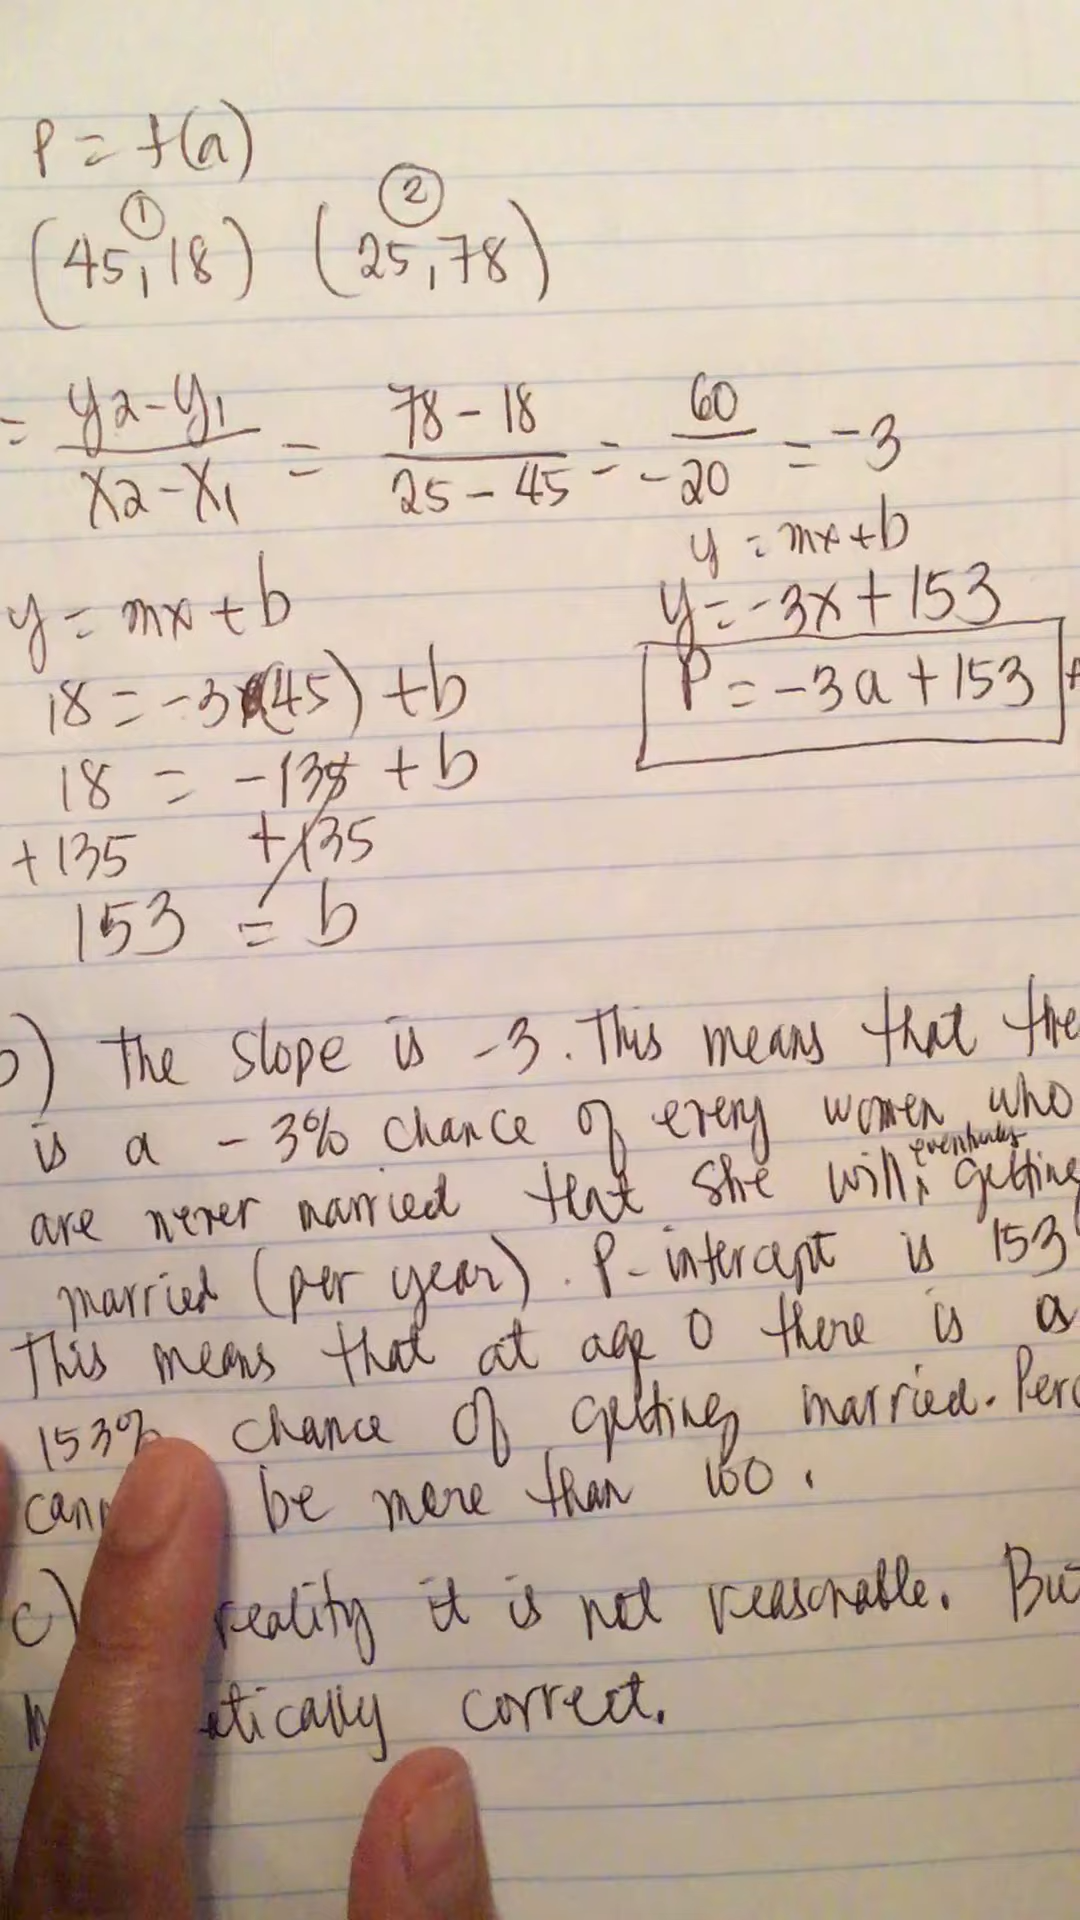 P = f(a)
① ②
(45, 18) (25, 78)
= y2-y1 / x2-x1 = 78-18 / 25-45 = 60 / -20 = -3
y = mx+b
y = mx+b
y = -3x+153
18 = -3(45)+b
P = -3a+153
18 = -135+b
+135 +135
153 = b
b) the slope is -3. This means that the
is a -3% chance of every women who
eventually
are never married that she will getting
married (per year). P-intercept is 153
This means that at age 0 there is a
153% chance of getting married.
be more than 100.
c) reality it is not reasonable. But
correct.